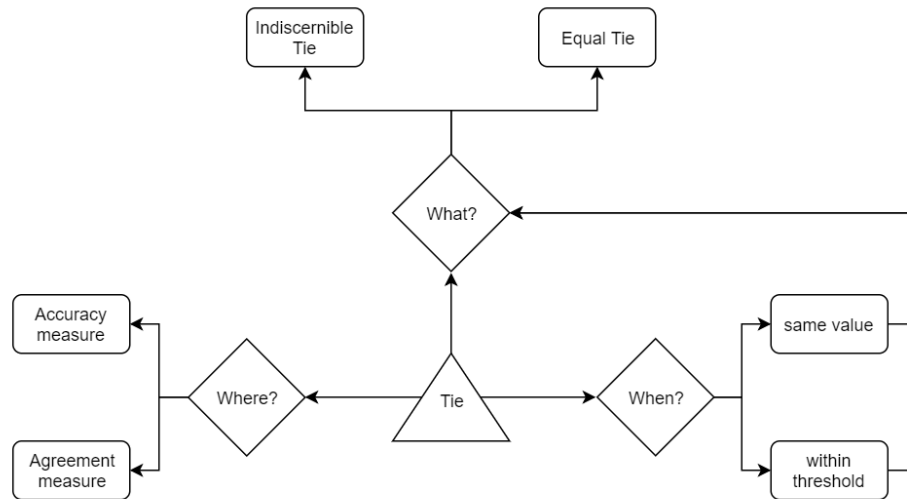 Indiscernible
Tie
Equal Tie
What?
Accuracy
measure
same value
Where?
Tie
When?
Agreement
measure
within
threshold